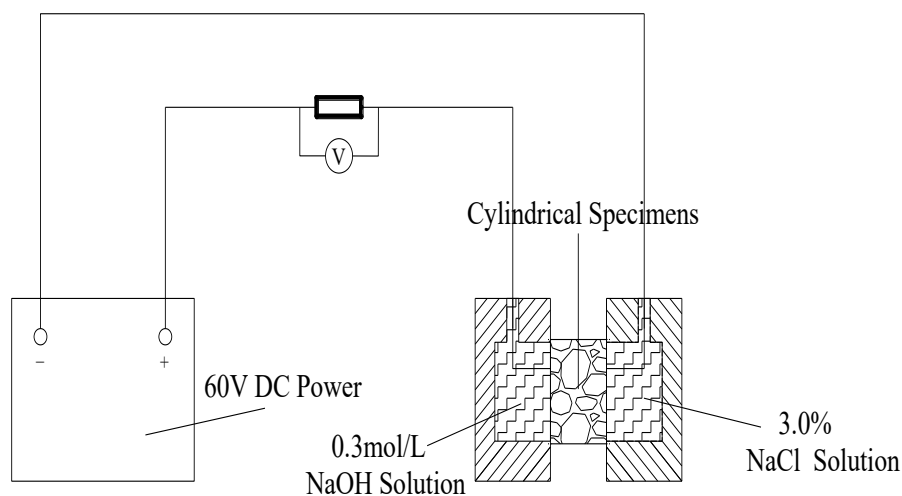 V
Cylindrical Specimens
− +
60V DC Power
0.3mol/L
NaOH Solution
3.0%
NaCl Solution